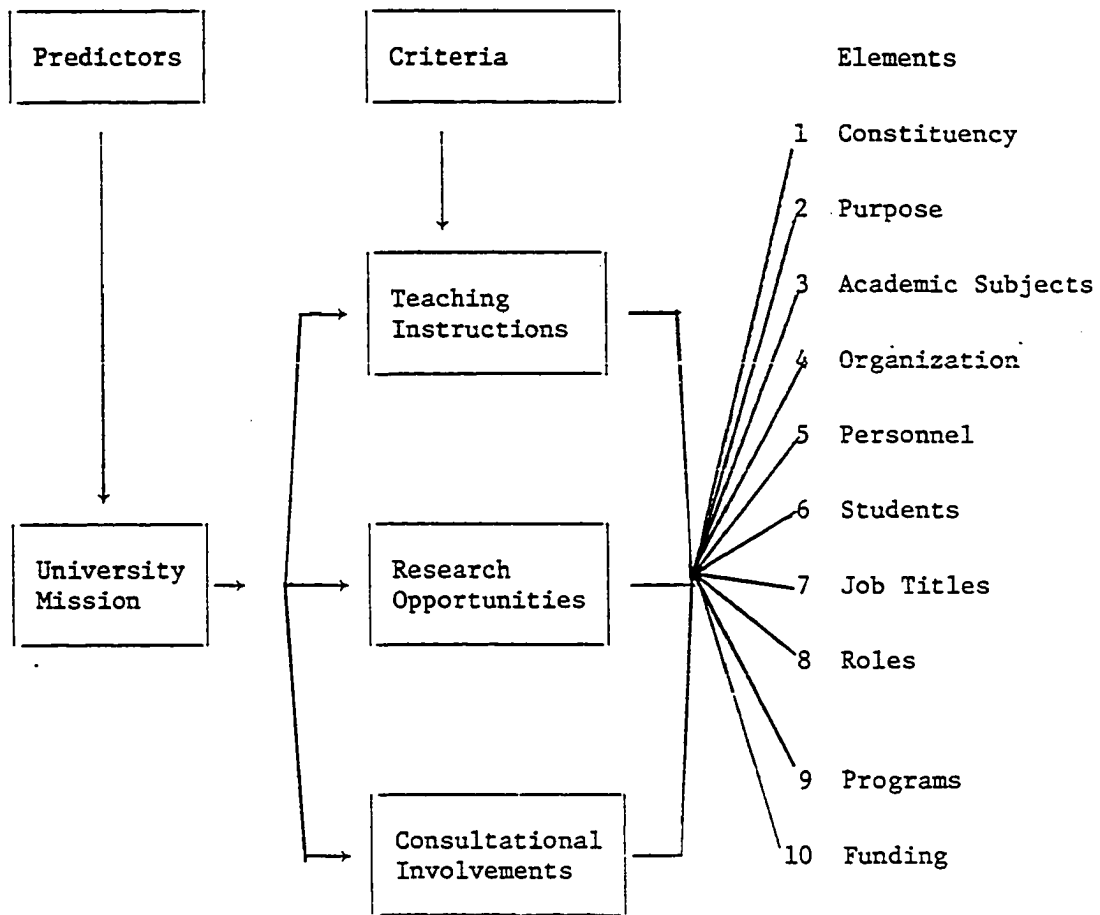 Predictors
Criteria
Elements
1 Constituency
2 Purpose
3 Academic Subjects
4 Organization
5 Personnel
6 Students
7 Job Titles
8 Roles
9 Programs
10 Funding
Teaching
Instructions
University
Mission
Research
Opportunities
Consultational
Involvements